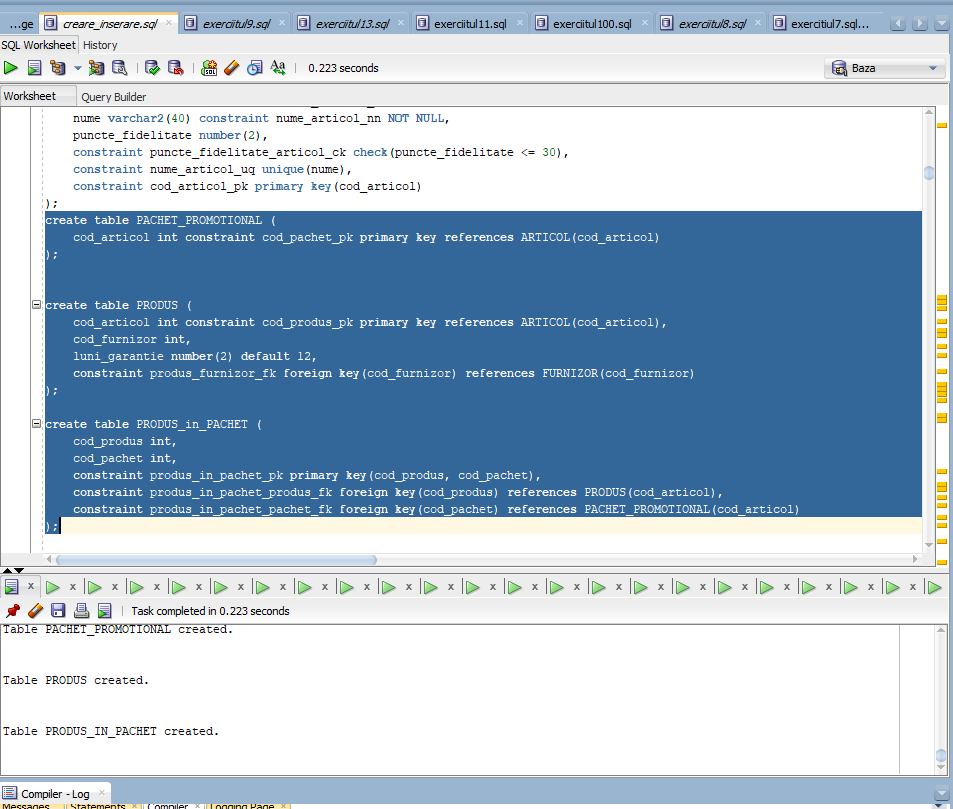 ...ge creare_inserare.sql exerciitul9.sql exerciitul13.sql exerciitul11.sql exerciitul100.sql exerciitul8.sql exercitiul7.sql...
SQL Worksheet History
0.223 seconds
Baza
Worksheet Query Builder
nume varchar2(40) constraint nume_articol_nn NOT NULL,
puncte_fidelitate number(2),
constraint puncte_fidelitate_articol_ck check(puncte_fidelitate <= 30),
constraint nume_articol_uq unique(nume),
constraint cod_articol_pk primary key(cod_articol)
);
create table PACHET_PROMOTIONAL (
cod_articol int constraint cod_pachet_pk primary key references ARTICOL(cod_articol)
);
create table PRODUS (
cod_articol int constraint cod_produs_pk primary key references ARTICOL(cod_articol),
cod_furnizor int,
luni_garantie number(2) default 12,
constraint produs_furnizor_fk foreign key(cod_furnizor) references FURNIZOR(cod_furnizor)
);
create table PRODUS_in_PACHET (
cod_produs int,
cod_pachet int,
constraint produs_in_pachet_pk primary key(cod_produs, cod_pachet),
constraint produs_in_pachet_produs_fk foreign key(cod_produs) references PRODUS(cod_articol),
constraint produs_in_pachet_pachet_fk foreign key(cod_pachet) references PACHET_PROMOTIONAL(cod_articol)
);
Task completed in 0.223 seconds
Table PACHET_PROMOTIONAL created.
Table PRODUS created.
Table PRODUS_IN_PACHET created.
Compiler - Log
Messages Statements Compiler Logging Page